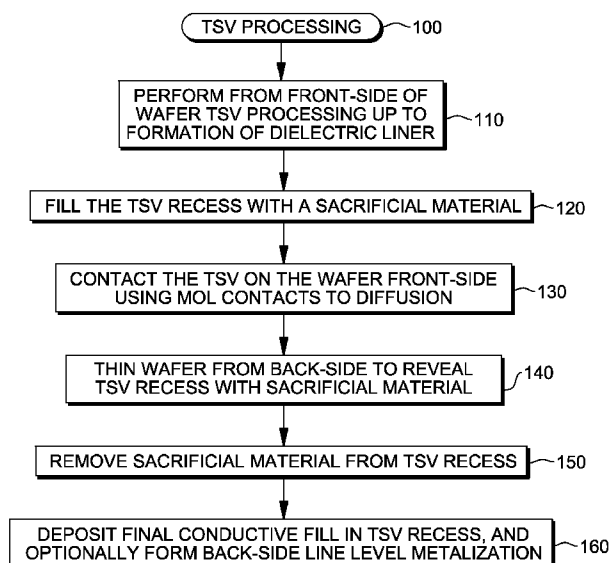 TSV PROCESSING
100
PERFORM FROM FRONT-SIDE OF
WAFER TSV PROCESSING UP TO
FORMATION OF DIELECTRIC LINER
110
FILL THE TSV RECESS WITH A SACRIFICIAL MATERIAL
120
CONTACT THE TSV ON THE WAFER FRONT-SIDE
USING MOL CONTACTS TO DIFFUSION
130
THIN WAFER FROM BACK-SIDE TO REVEAL
TSV RECESS WITH SACRIFICIAL MATERIAL
140
REMOVE SACRIFICIAL MATERIAL FROM TSV RECESS
150
DEPOSIT FINAL CONDUCTIVE FILL IN TSV RECESS, AND
OPTIONALLY FORM BACK-SIDE LINE LEVEL METALIZATION
160